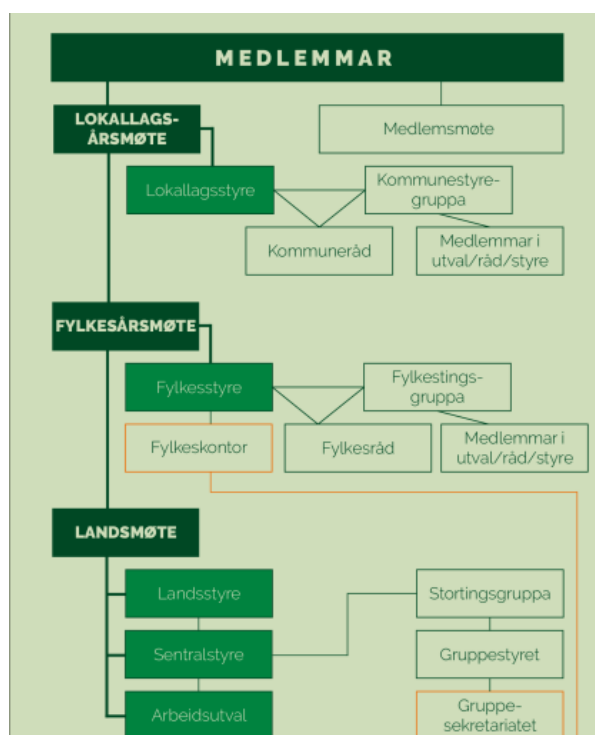 MEDLEMMAR
LOKALLAGS-
ÅRSMØTE
Medlemsmøte
Lokallagsstyre
Kommunestyre-
gruppa
Kommuneråd
Medlemmar i
utval/råd/styre
FYLKESÅRSMØTE
Fylkesstyre
Fylkestings-
gruppa
Fylkeskontor
Fylkesråd
Medlemmar i
utval/råd/styre
LANDSMØTE
Landsstyre
Stortingsgruppa
Sentralstyre
Gruppestyret
Arbeidsutval
Gruppe-
sekretariatet